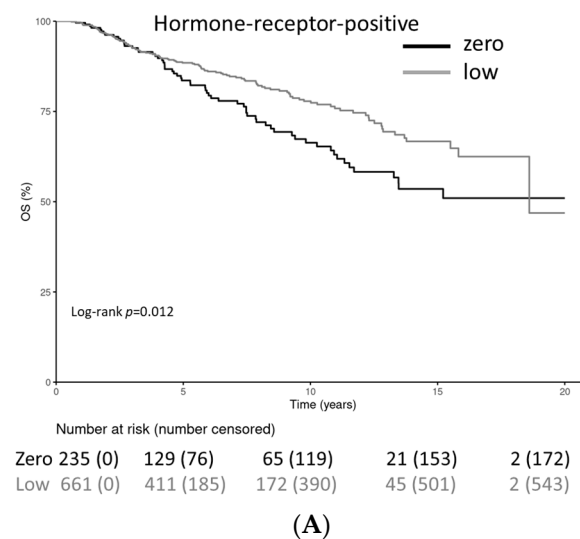 Hormone-receptor-positive
zero
low
100
75
50
25
0
OS (%)
Log-rank p=0.012
0 5 10 15 20
Time (years)
Number at risk (number censored)
Zero 235 (0) 129 (76) 65 (119) 21 (153) 2 (172)
Low 661 (0) 411 (185) 172 (390) 45 (501) 2 (543)
(A)